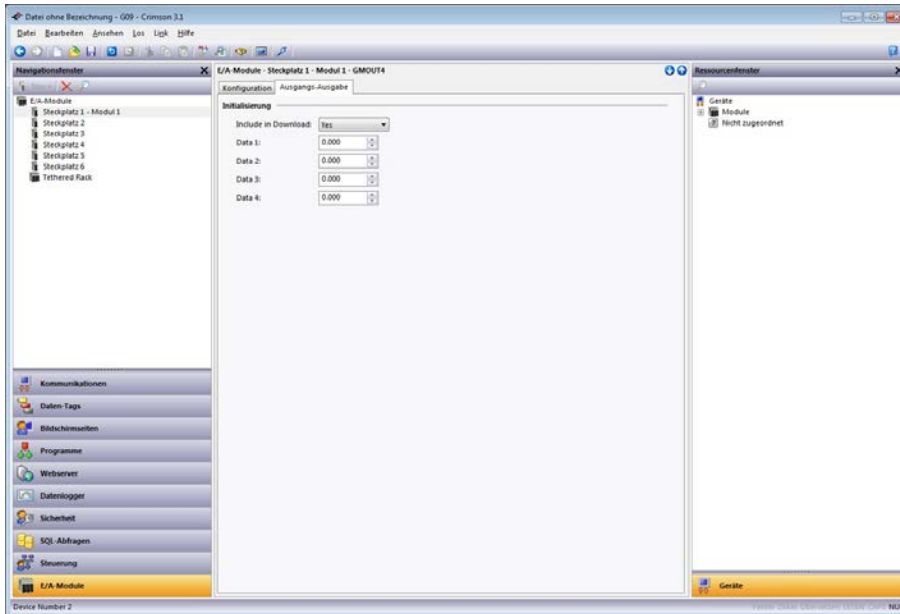 Datei ohne Bezeichnung - G09 - Crimson 3.1
Datei Bearbeiten Ansehen Los Link Hilfe
Navigationsfenster
E/A-Module
Steckplatz 1 - Modul 1
Steckplatz 2
Steckplatz 3
Steckplatz 4
Steckplatz 5
Steckplatz 6
Tethered Rack
Kommunikationen
Daten-Tags
Bildschirmseiten
Programme
Webserver
Datenlogger
Sicherheit
SQL-Abfragen
Steuerung
E/A-Module
E/A-Module - Steckplatz 1 - Modul 1 - GMOUT4
Konfiguration Ausgangs-Ausgabe
Initialisierung
Include in Download: Yes
Data 1: 0.000
Data 2: 0.000
Data 3: 0.000
Data 4: 0.000
Ressourcenfenster
Geräte
Module
Nicht zugeordnet
Geräte
Device Number 2